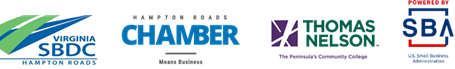 VIRGINIA
SBDC
HAMPTON ROADS
HAMPTON ROADS
CHAMBER
Means Business
THOMAS
NELSON
The Peninsula's Community College
POWERED BY
SBA
U.S. Small Business
Administration